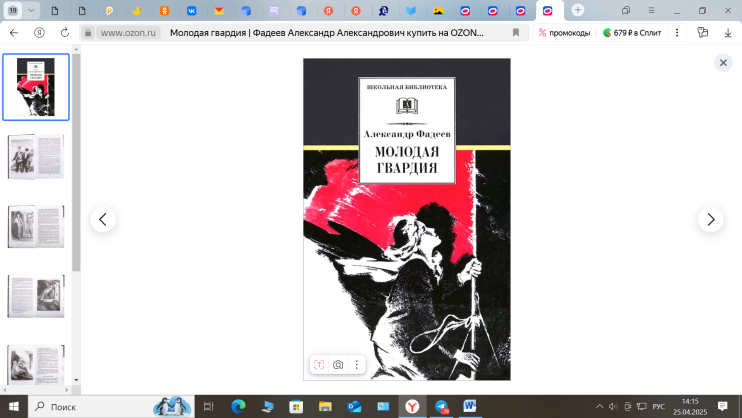 19
www.ozon.ru
Молодая гвардия | Фадеев Александр Александрович купить на OZON...
промокоды
679 ₽ в Сплит
ШКОЛЬНАЯ БИБЛИОТЕКА
Александр Фадеев
МОЛОДАЯ
ГВАРДИЯ
Поиск
РУС
14:15
25.04.2025